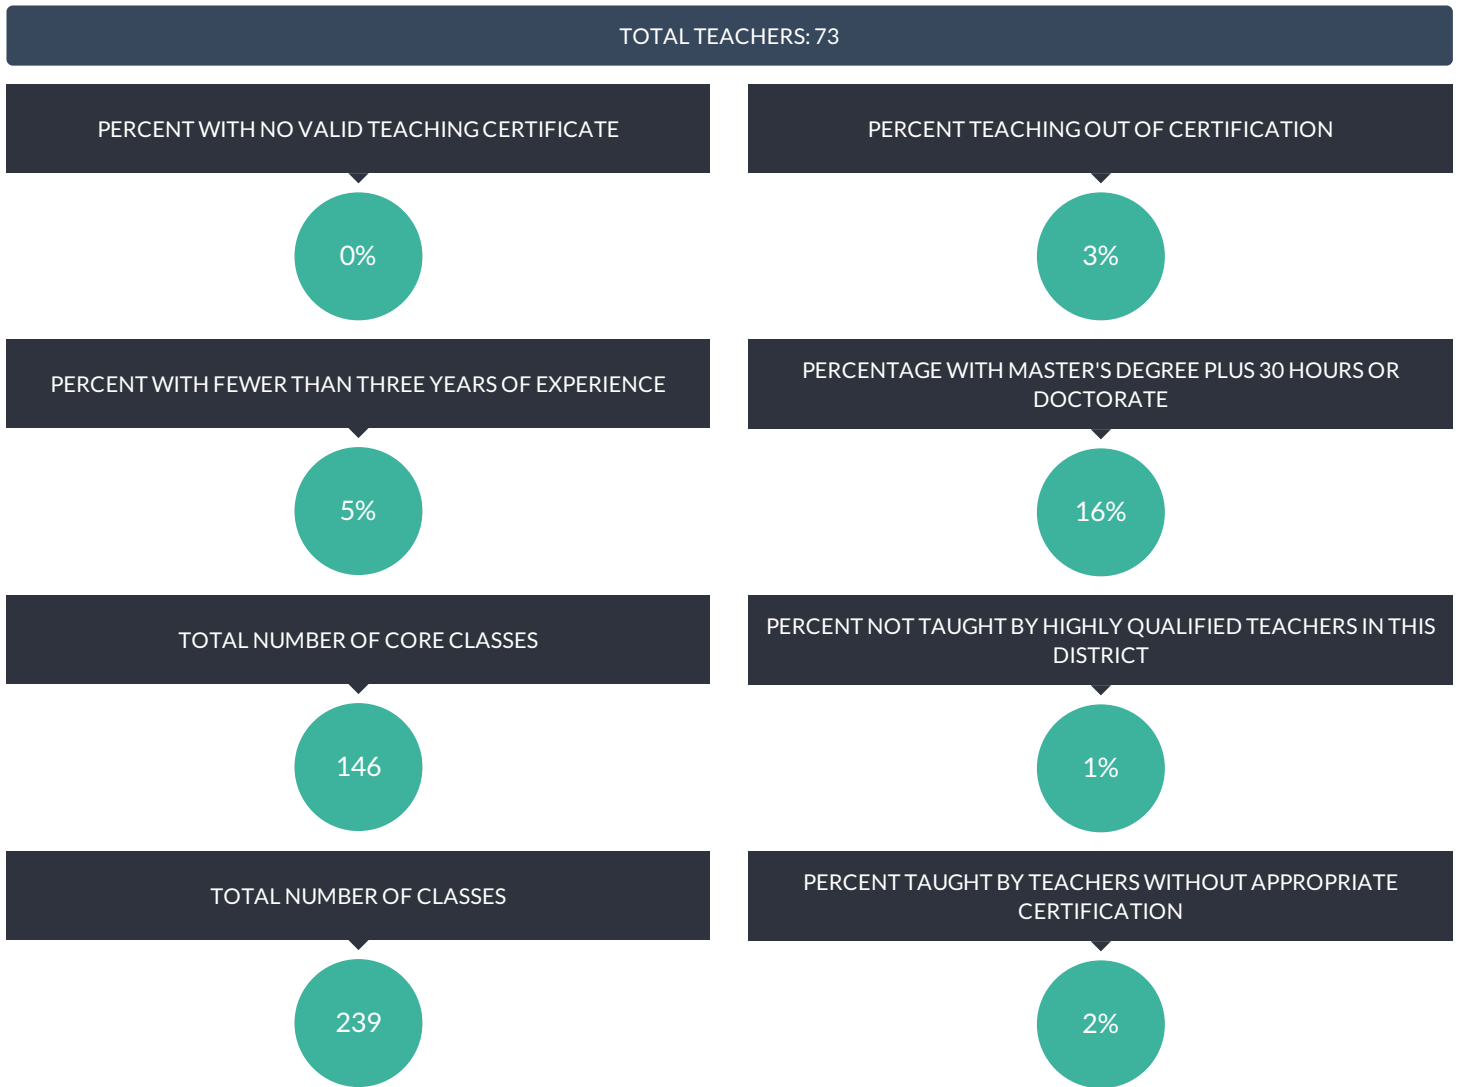 TOTAL TEACHERS: 73
PERCENT WITH NO VALID TEACHING CERTIFICATE
0%
PERCENT TEACHING OUT OF CERTIFICATION
3%
PERCENT WITH FEWER THAN THREE YEARS OF EXPERIENCE
5%
PERCENTAGE WITH MASTER'S DEGREE PLUS 30 HOURS OR
DOCTORATE
16%
TOTAL NUMBER OF CORE CLASSES
146
PERCENT NOT TAUGHT BY HIGHLY QUALIFIED TEACHERS IN THIS
DISTRICT
1%
TOTAL NUMBER OF CLASSES
239
PERCENT TAUGHT BY TEACHERS WITHOUT APPROPRIATE
CERTIFICATION
2%